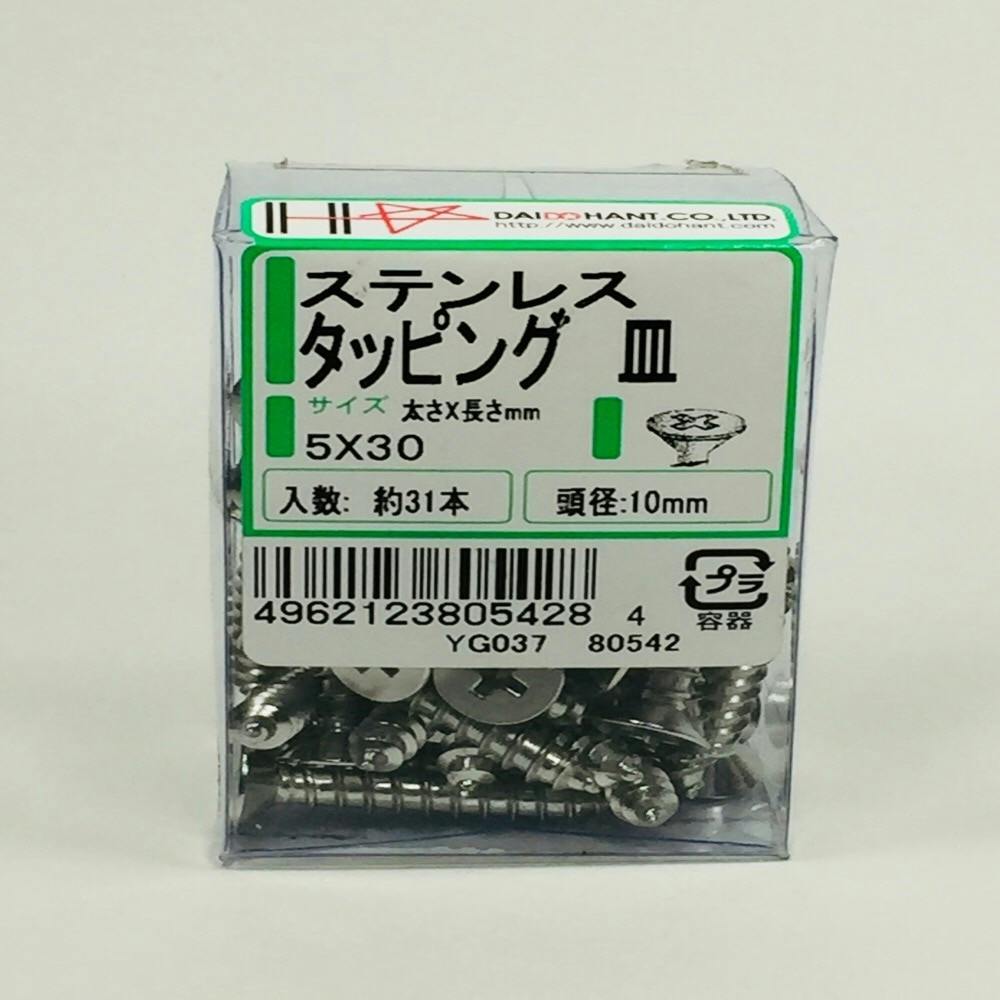 DAIDOHANT.CO.,LTD.
http://www.daidohant.com
ステンレス
タッピング 皿
サイズ 太さX長さmm
5X30
入数: 約31本 頭径:10mm
プラ
容器
4962123805428 4
YG037 80542